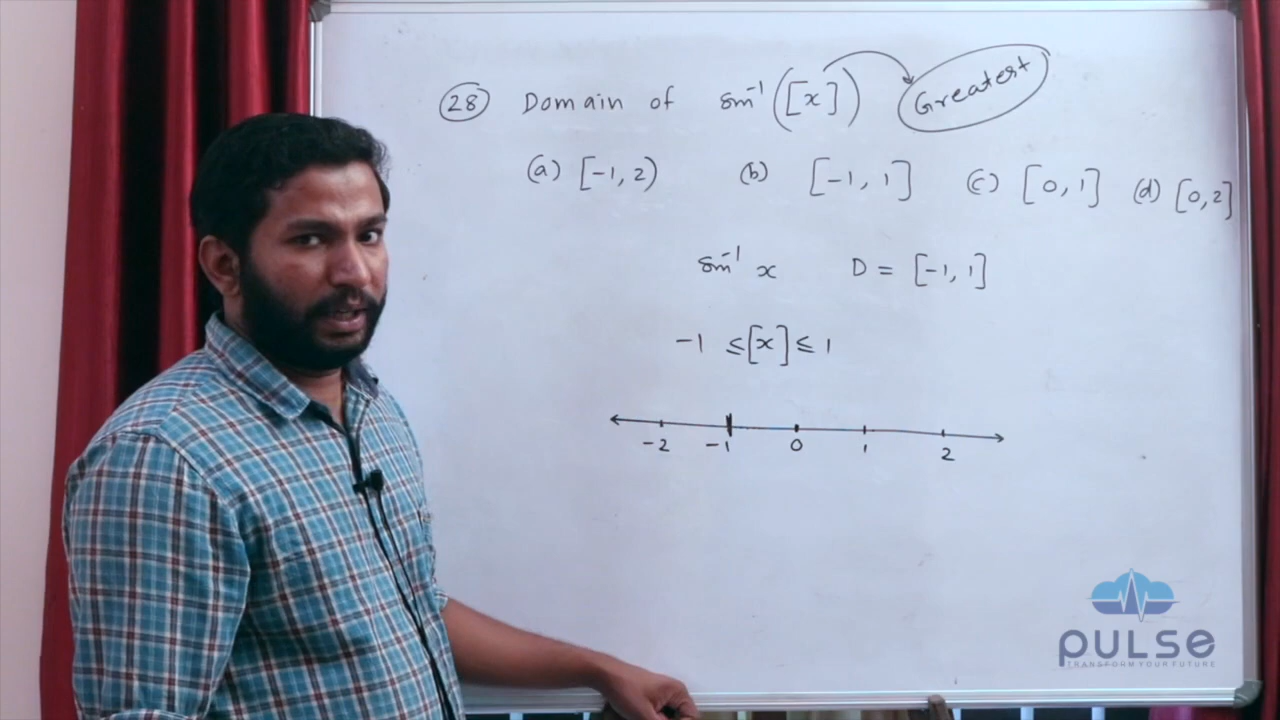 28 Domain of sin⁻¹([x]) Greatest
(a) [-1, 2) (b) [-1, 1] (c) [0, 1] (d) [0, 2]
sin⁻¹ x D = [-1, 1]
-1 ≤ [x] ≤ 1
-2 -1 0 1 2
PULSE
TRANSFORM YOUR FUTURE